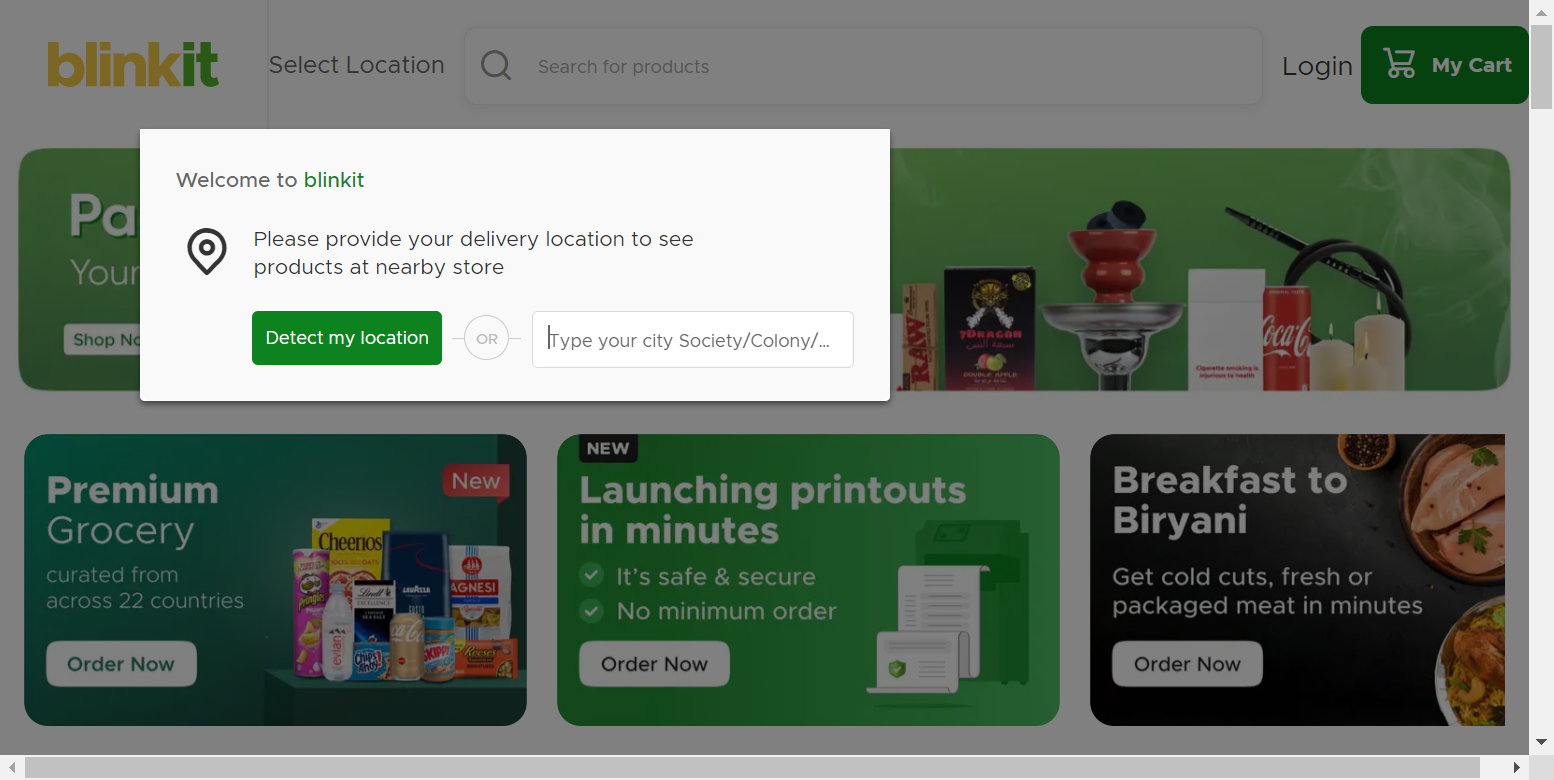 blinkit
Select Location
Search for products
Login
My Cart
Welcome to blinkit
Please provide your delivery location to see
products at nearby store
Detect my location
OR
Type your city Society/Colony/...
Pa
Your
Shop No
RAW
7DRAGON
DOUBLE APPLE
Cigarette smoking is
injurious to health
Coca-Cola
Premium
Grocery
curated from
across 22 countries
Order Now
New
Cheerios
Pringles
evian
Lindt
EXCELLENCE
SEA SALT
LAVAZZA
AGNESI
CHIPS
AHOY!
Coca-Cola
SKIPPY
Reese's
NEW
Launching printouts
in minutes
It's safe & secure
No minimum order
Order Now
Breakfast to
Biryani
Get cold cuts, fresh or
packaged meat in minutes
Order Now